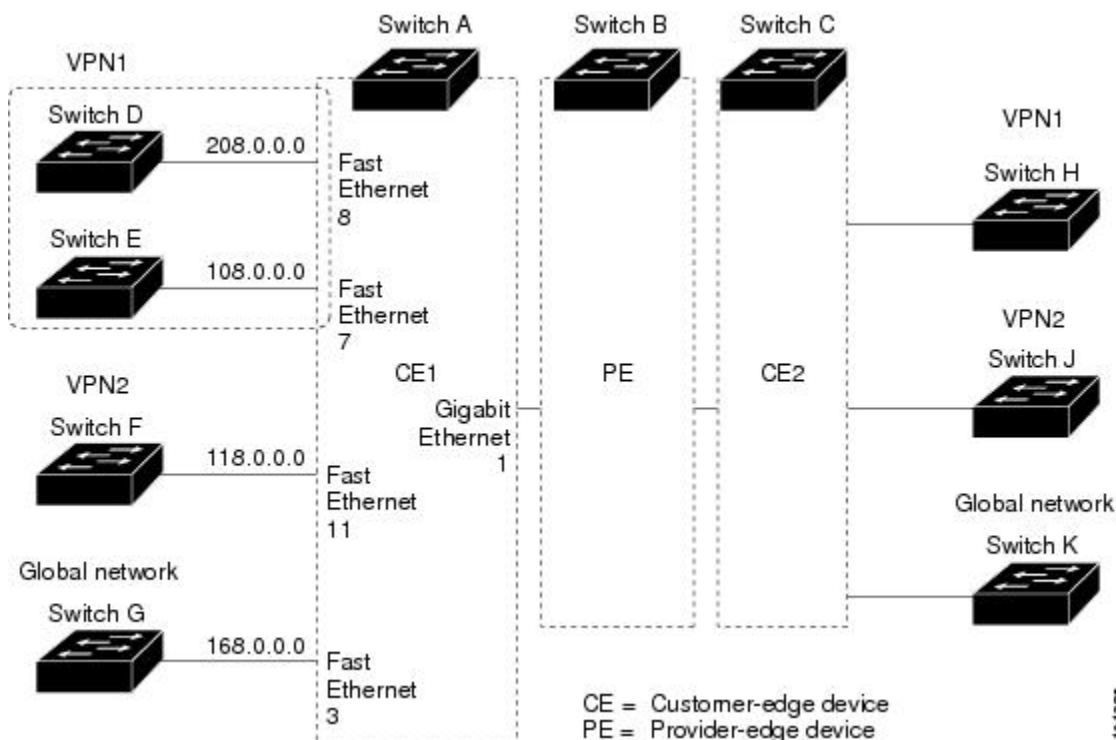 Switch A
Switch B
Switch C
VPN1
Switch D
208.0.0.0
Fast
Ethernet
8
Switch E
108.0.0.0
Fast
Ethernet
7
VPN2
Switch F
118.0.0.0
Fast
Ethernet
11
Global network
Switch G
168.0.0.0
Fast
Ethernet
3
CE1
Gigabit
Ethernet
1
PE
CE2
VPN1
Switch H
VPN2
Switch J
Global network
Switch K
CE = Customer-edge device
PE = Provider-edge device